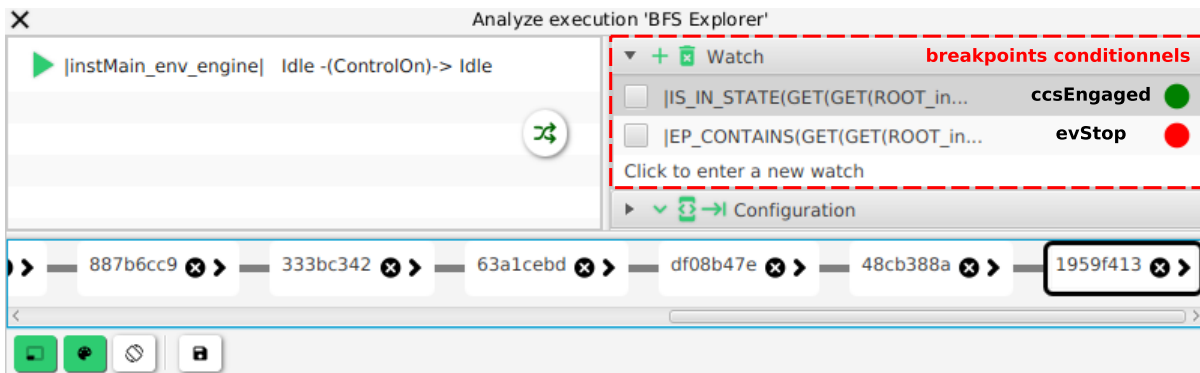 Analyze execution 'BFS Explorer'
|instMain_env_engine| Idle -(ControlOn)-> Idle
Watch
breakpoints conditionnels
|IS_IN_STATE(GET(GET(ROOT_in...
ccsEngaged
|EP_CONTAINS(GET(GET(ROOT_in...
evStop
Click to enter a new watch
Configuration
887b6cc9
333bc342
63a1cebd
df08b47e
48cb388a
1959f413